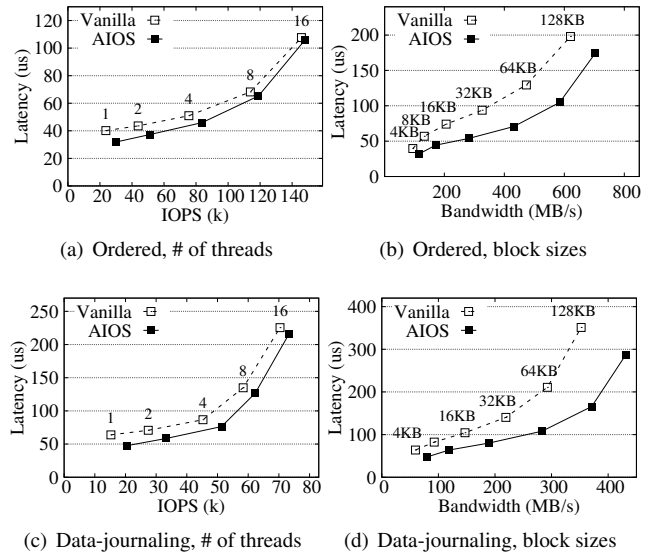 120
100
80
60
40
20
0
Latency (us)
Vanilla
AIOS
1
2
4
8
16
0 20 40 60 80 100 120 140
IOPS (k)
(a) Ordered, # of threads
200
150
100
50
0
Latency (us)
Vanilla
AIOS
4KB
8KB
16KB
32KB
64KB
128KB
200 400 600 800
Bandwidth (MB/s)
(b) Ordered, block sizes
250
200
150
100
50
0
Latency (us)
Vanilla
AIOS
1
2
4
8
16
0 10 20 30 40 50 60 70 80
IOPS (k)
(c) Data-journaling, # of threads
400
300
200
100
0
Latency (us)
Vanilla
AIOS
4KB
16KB
32KB
64KB
128KB
0 100 200 300 400
Bandwidth (MB/s)
(d) Data-journaling, block sizes